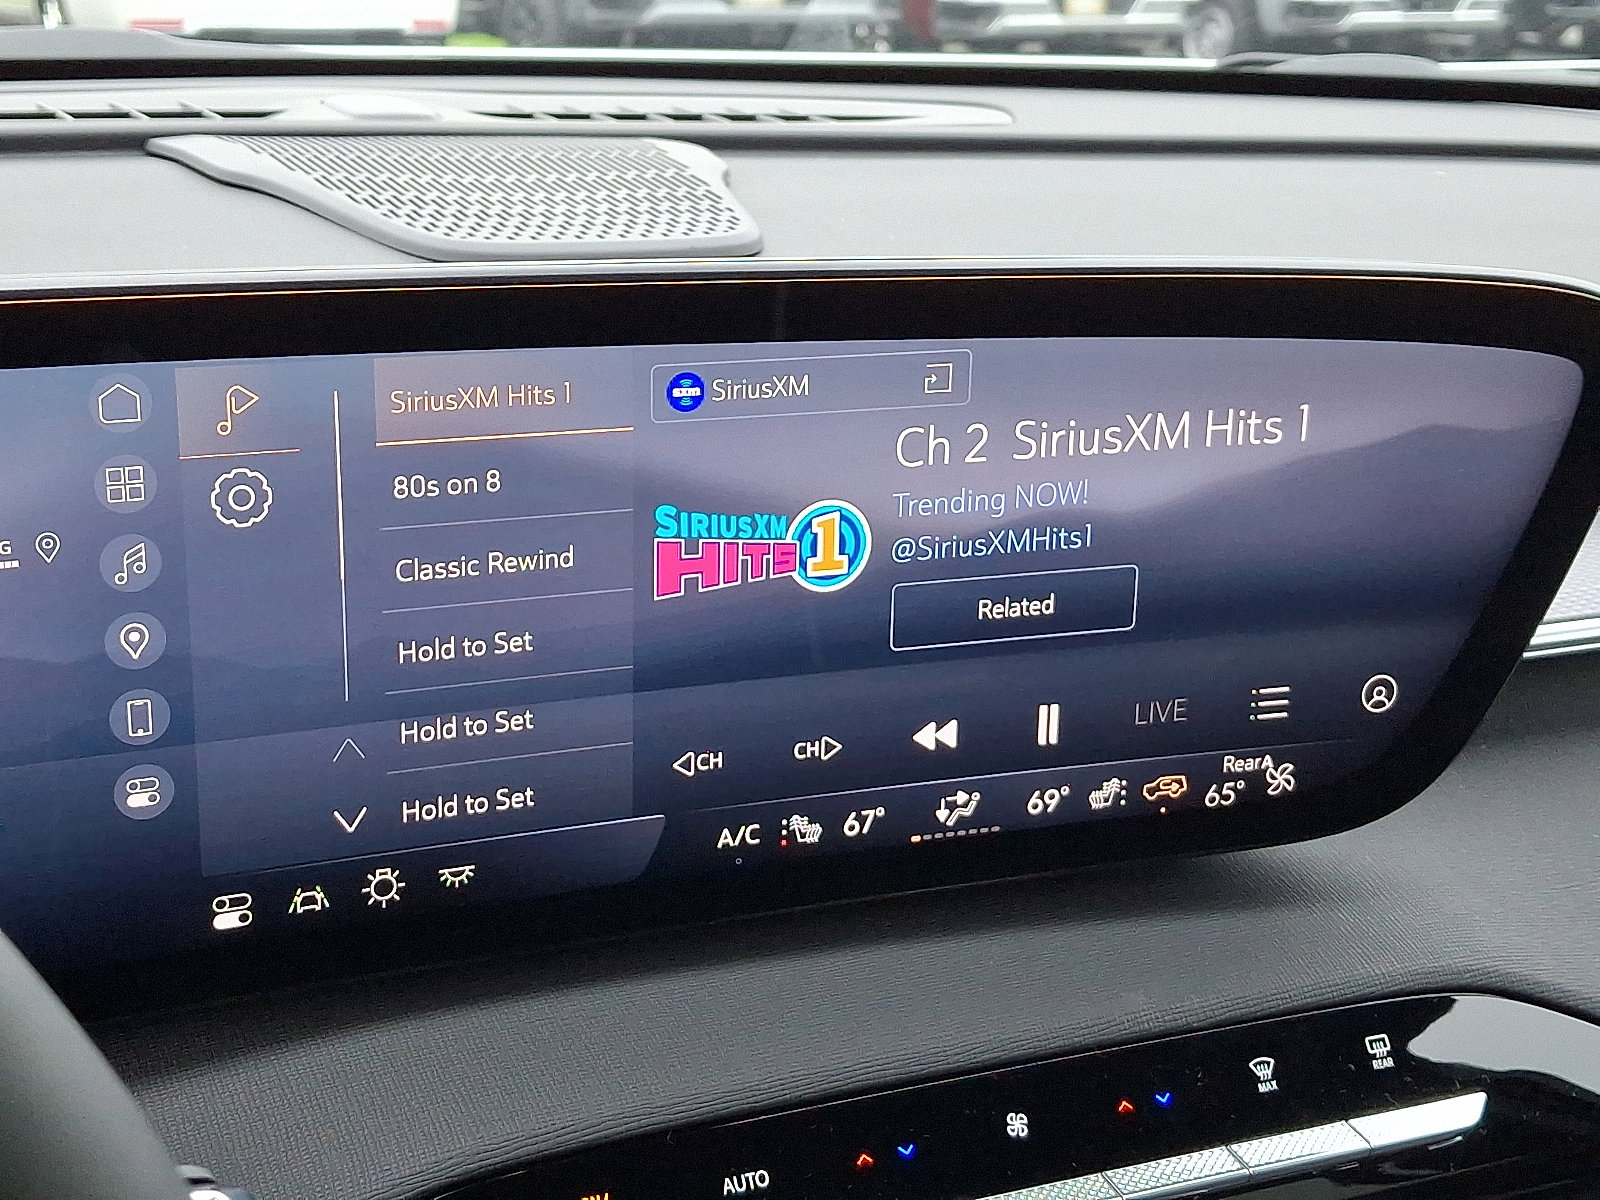 SiriusXM Hits 1
80s on 8
Classic Rewind
Hold to Set
Hold to Set
Hold to Set
sxm SiriusXM
Ch 2 SiriusXM Hits 1
Trending NOW!
@SiriusXMHits1
SIRIUSXM
HITS 1
Related
CH
CH
LIVE
A/C
67°
69°
Rear
65°
AUTO
MAX
REAR